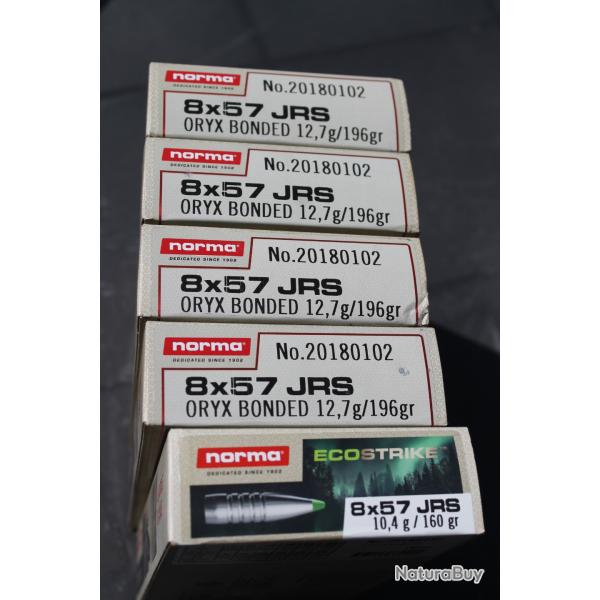 norma
DEDICATED SINCE 1902
No.20180102
8x57 JRS
ORYX BONDED 12,7g/196gr
norma
DEDICATED SINCE 1902
No.20180102
8x57 JRS
ORYX BONDED 12,7g/196gr
norma
DEDICATED SINCE 1902
No.20180102
8x57 JRS
ORYX BONDED 12,7g/196gr
norma
DEDICATED SINCE 1902
No.20180102
8x57 JRS
ORYX BONDED 12,7g/196gr
norma
DEDICATED SINCE 1902
ECOSTRIKE
8x57 JRS
10,4 g / 160 gr
NaturaBuy